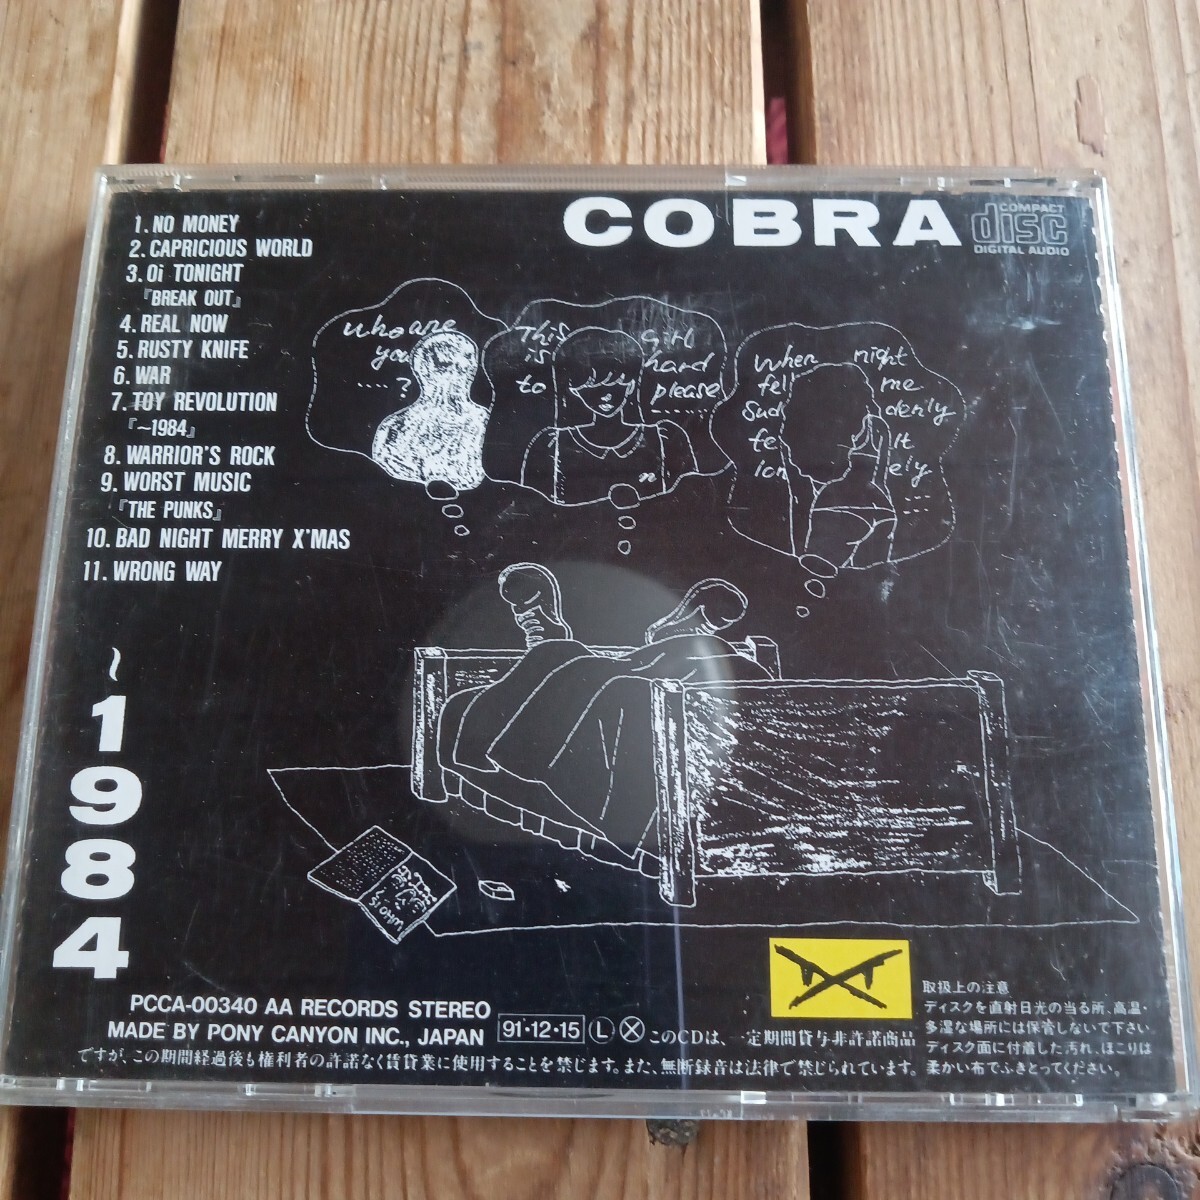 COBRA
COMPACT
disc
DIGITAL AUDIO
1. NO MONEY
2. CAPRICIOUS WORLD
3. Oi TONIGHT
『BREAK OUT』
4. REAL NOW
5. RUSTY KNIFE
6. WAR
7. TOY REVOLUTION
『~1984』
8. WARRIOR'S ROCK
9. WORST MUSIC
『THE PUNKS』
10. BAD NIGHT MERRY X'MAS
11. WRONG WAY
who are
you
.....?
This Girl
is hard
to please
.......
When night
fell me
Sud denly
fe lt
ion ely
~1984
PCCA-00340 AA RECORDS STEREO
MADE BY PONY CANYON INC., JAPAN
91・12・15 Ⓛ Ⓧ このCDは、一定期間貸与非許諾商品
ですが、この期間経過後も権利者の許諾なく賃貸業に使用することを禁じます。また、無断録音は法律で禁じられています。
取扱上の注意
ディスクを直射日光の当る所、高温・
多湿な場所には保管しないで下さい
ディスク面に付着した汚れ、ほこりは
柔かい布でふきとってください。